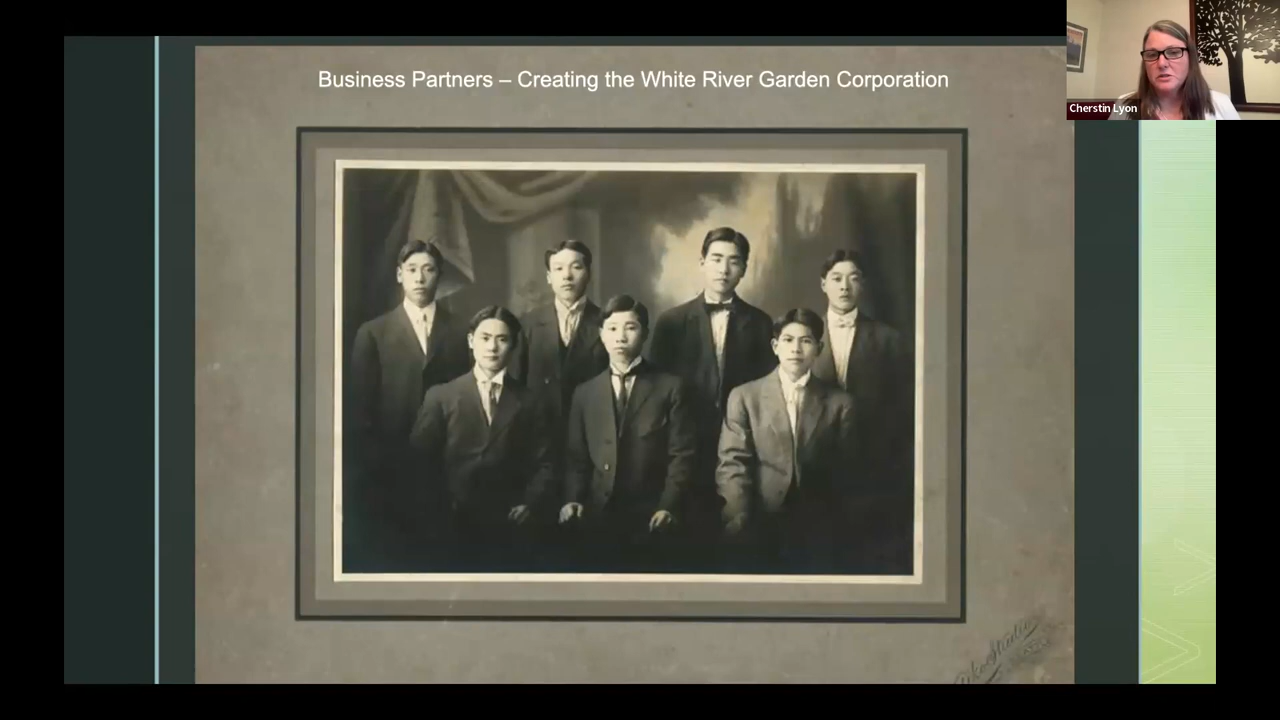 Business Partners – Creating the White River Garden Corporation
Cherstin Lyon